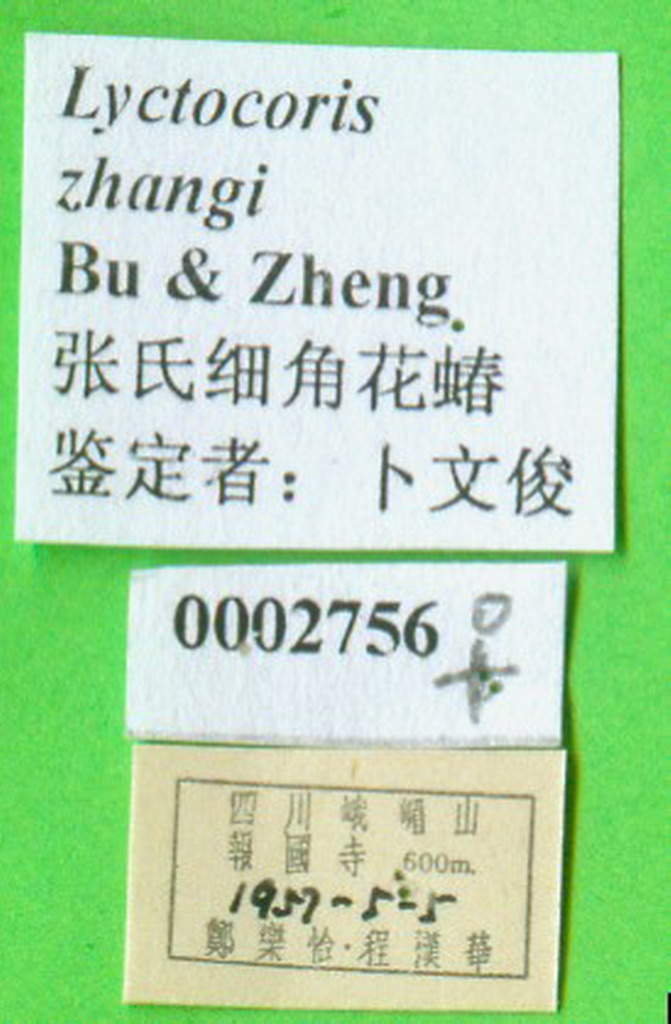 Lyctocoris
zhangi
Bu & Zheng
张氏细角花蝽
鉴定者：卜文俊
0002756 ♀
四川峨嵋山
報國寺 600m.
1957-5-5
鄭樂怡·程漢華